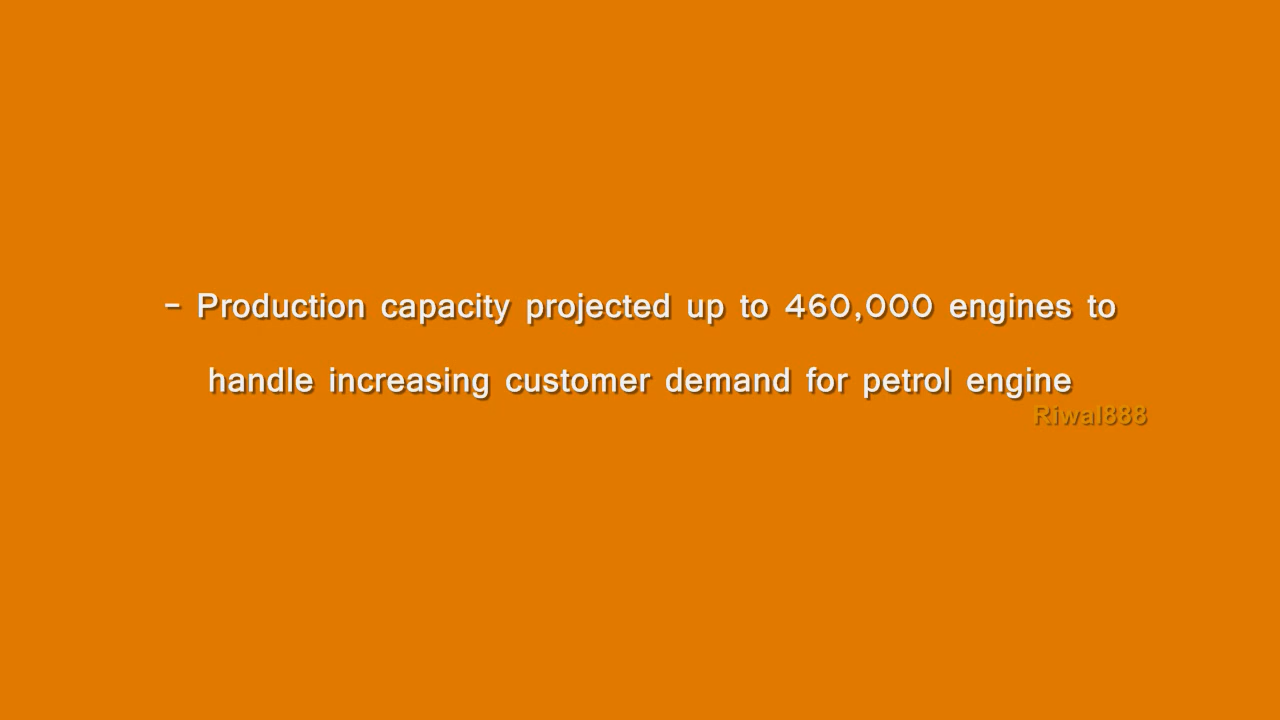 - Production capacity projected up to 460,000 engines to
handle increasing customer demand for petrol engine
Riwal888